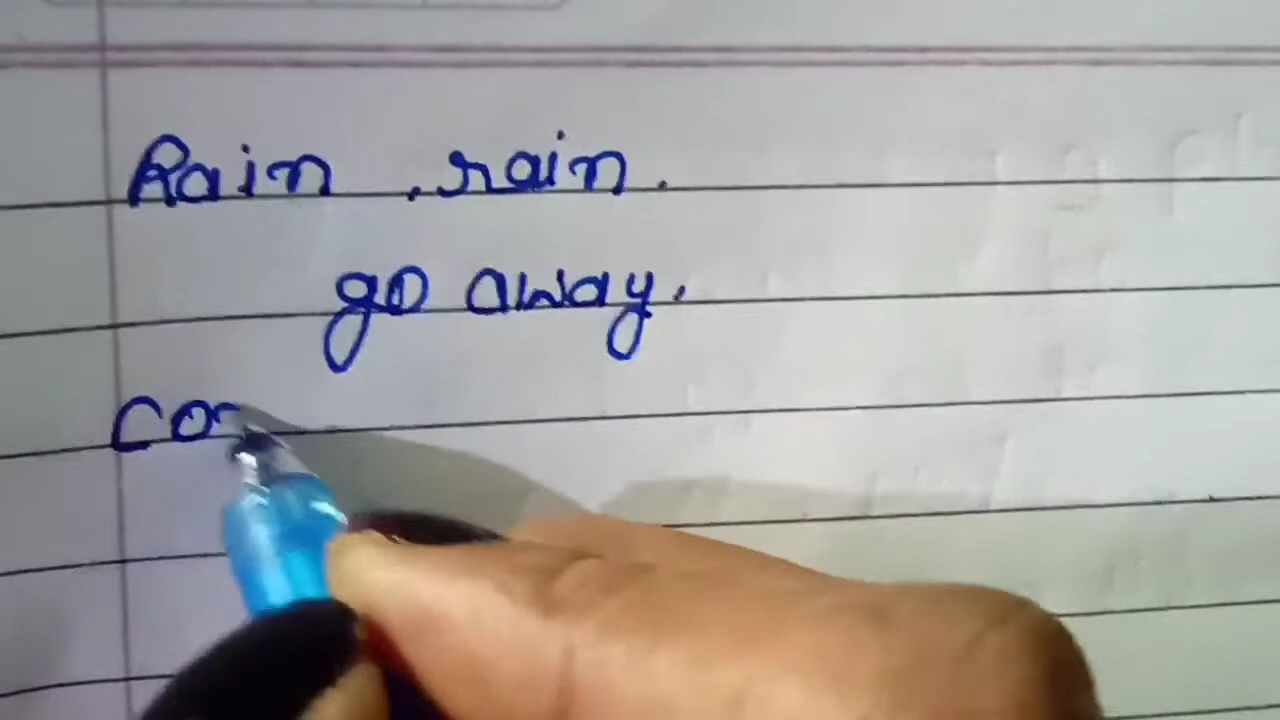 Rain , rain .
go away .
co